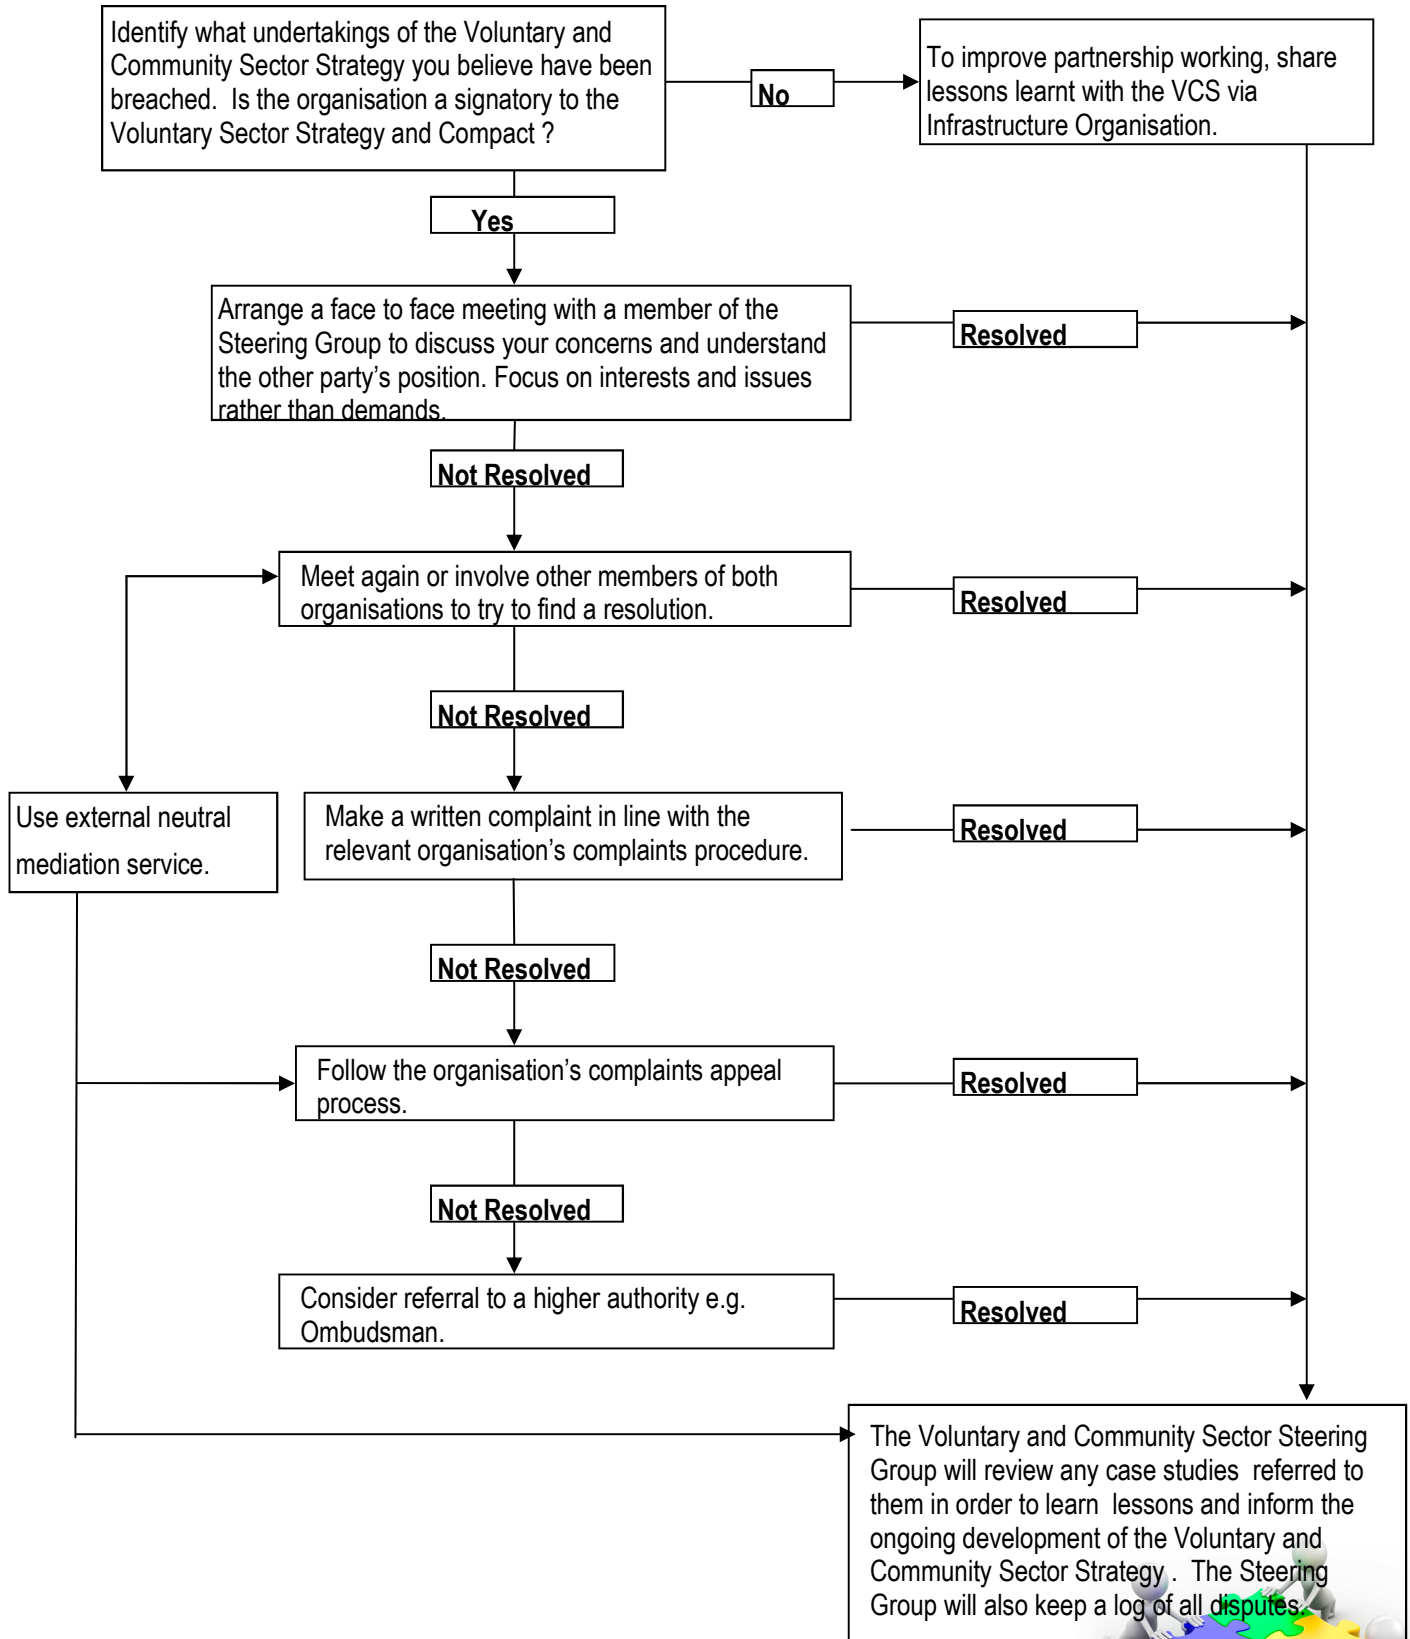 Identify what undertakings of the Voluntary and
Community Sector Strategy you believe have been
breached.  Is the organisation a signatory to the
Voluntary Sector Strategy and Compact ?
No
To improve partnership working, share
lessons learnt with the VCS via
Infrastructure Organisation.
Yes
Arrange a face to face meeting with a member of the
Steering Group to discuss your concerns and understand
the other party’s position. Focus on interests and issues
rather than demands.
Resolved
Not Resolved
Meet again or involve other members of both
organisations to try to find a resolution.
Resolved
Not Resolved
Use external neutral
mediation service.
Make a written complaint in line with the
relevant organisation’s complaints procedure.
Resolved
Not Resolved
Follow the organisation’s complaints appeal
process.
Resolved
Not Resolved
Consider referral to a higher authority e.g.
Ombudsman.
Resolved
The Voluntary and Community Sector Steering
Group will review any case studies  referred to
them in order to learn  lessons and inform the
ongoing development of the Voluntary and
Community Sector Strategy .  The Steering
Group will also keep a log of all disputes.